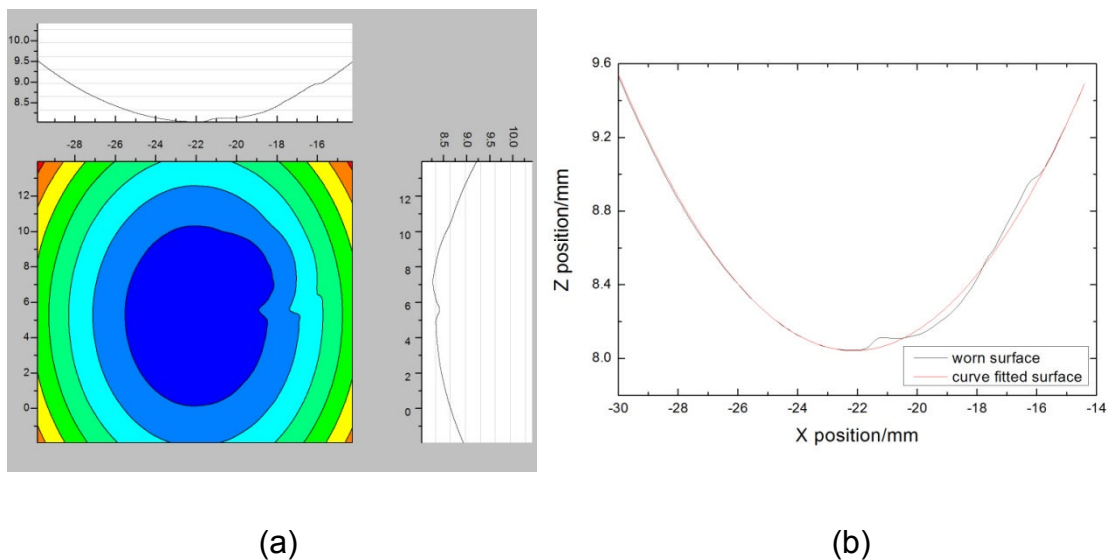 10.0
9.5
9.0
8.5
-28 -26 -24 -22 -20 -18 -16
8.5 9.0 9.5 10.0
12
10
8
6
4
2
0
12
10
8
6
4
2
0
9.6
9.2
8.8
8.4
8.0
Z position/mm
worn surface
curve fitted surface
-30 -28 -26 -24 -22 -20 -18 -16 -14
X position/mm
(a) (b)